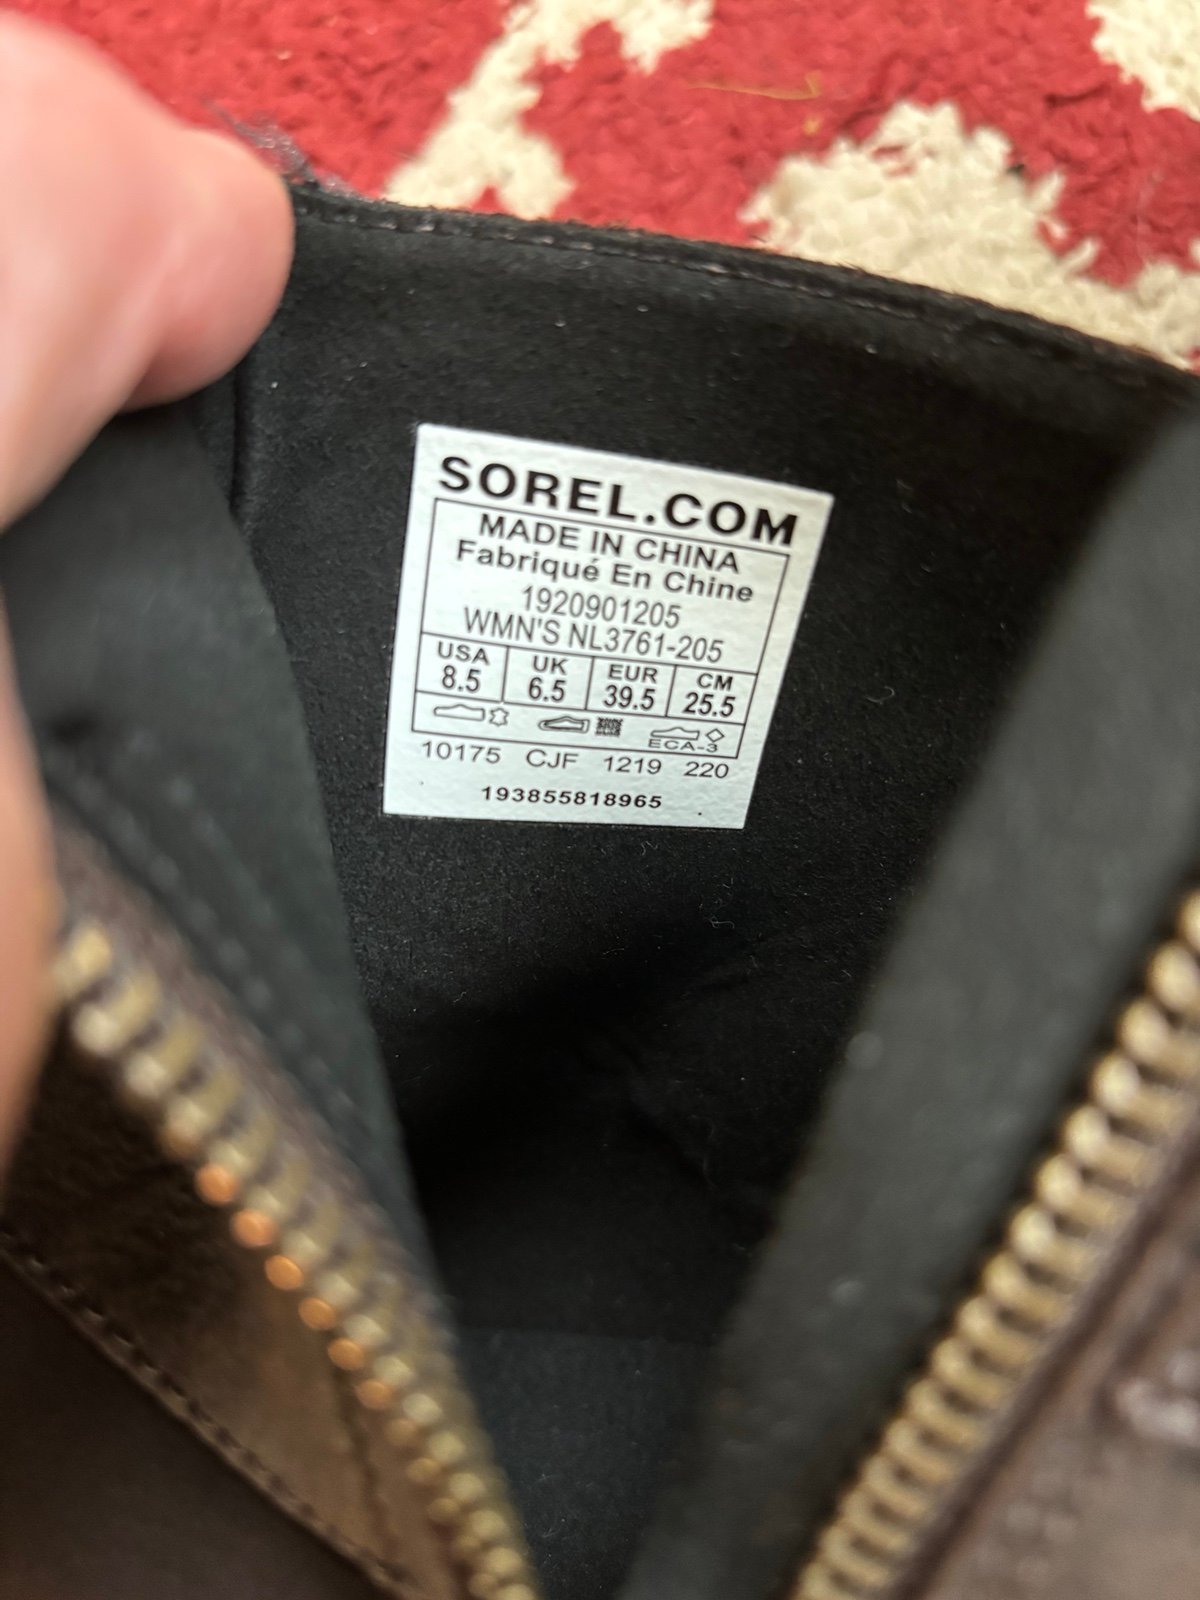 SOREL.COM
MADE IN CHINA
Fabriqué En Chine
1920901205
WMN'S NL3761-205
USA UK EUR CM
8.5 6.5 39.5 25.5
ECA-3
10175 CJF 1219 220
193855818965